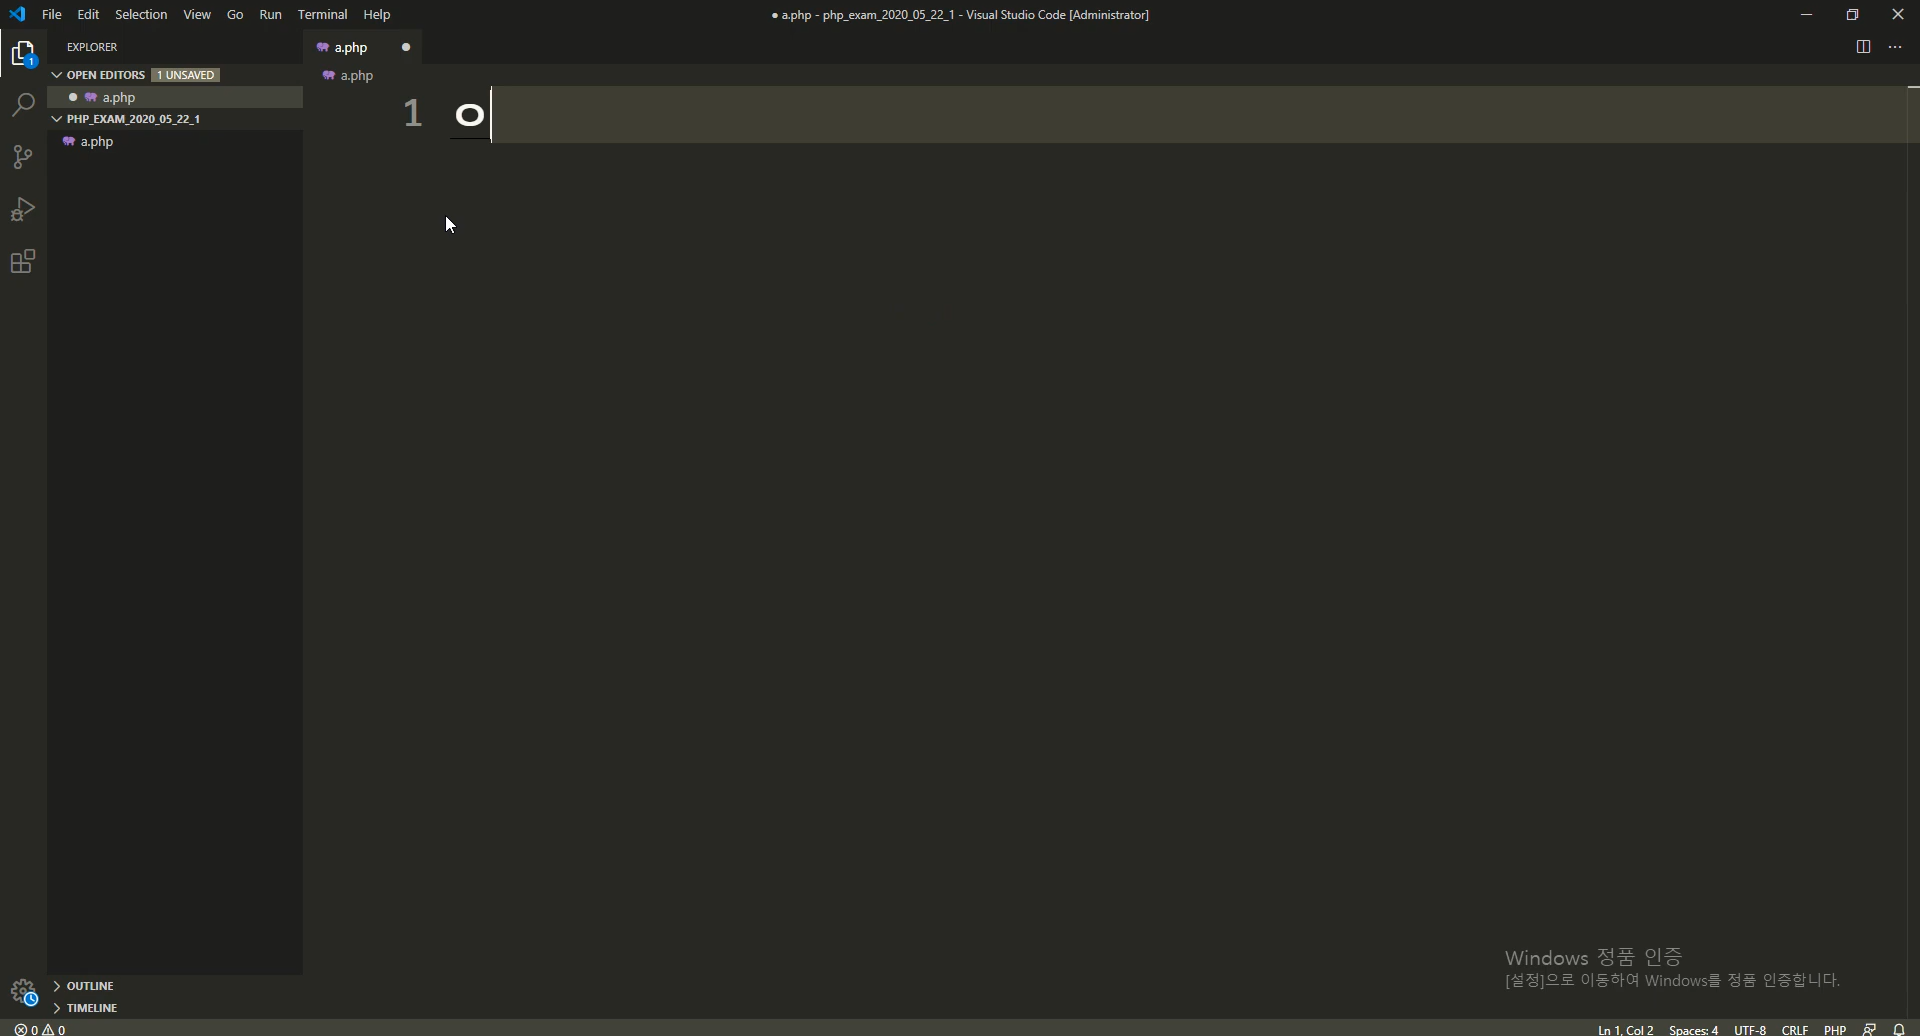 File Edit Selection View Go Run Terminal Help
● a.php - php_exam_2020_05_22_1 - Visual Studio Code [Administrator]
EXPLORER
a.php
1
OPEN EDITORS 1 UNSAVED
a.php
a.php
PHP_EXAM_2020_05_22_1
a.php
1 ㅇ
Windows 정품 인증
[설정]으로 이동하여 Windows를 정품 인증합니다.
OUTLINE
TIMELINE
0 0
Ln 1, Col 2 Spaces: 4 UTF-8 CRLF PHP